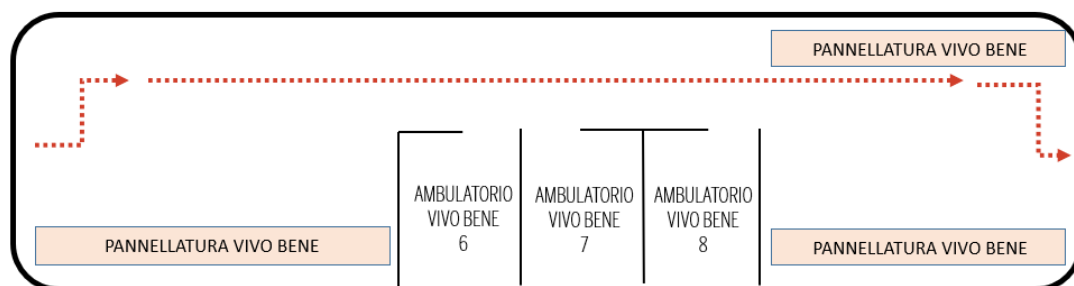 PANNELLATURA VIVO BENE
AMBULATORIO
VIVO BENE
6
AMBULATORIO
VIVO BENE
7
AMBULATORIO
VIVO BENE
8
PANNELLATURA VIVO BENE
PANNELLATURA VIVO BENE